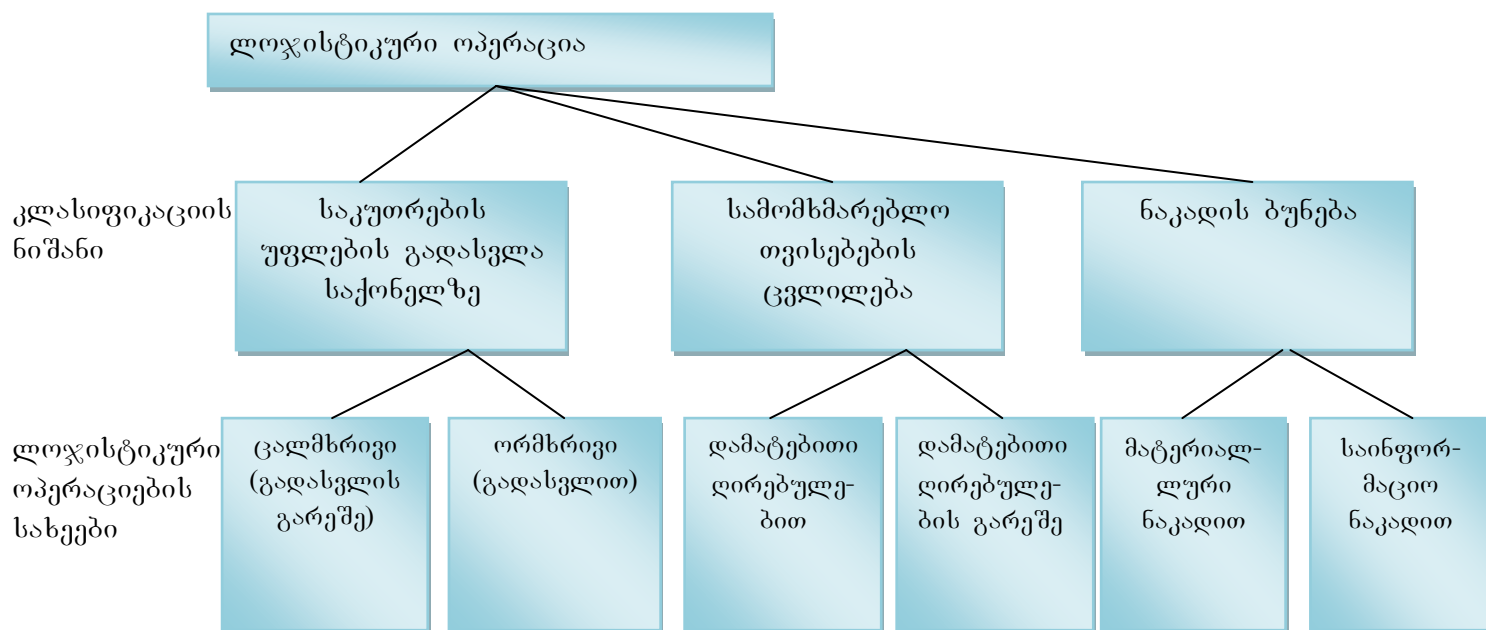 ლოჯისტიკური ოპერაცია
კლასიფიკაციის
ნიშანი
საკუთრების
უფლების გადასვლა
საქონელზე
სამომხმარებლო
თვისებების
ცვლილება
ნაკადის ბუნება
ლოჯისტიკური
ოპერაციების
სახეები
ცალმხრივი
(გადასვლის
გარეშე)
ორმხრივი
(გადასვლით)
დამატებითი
ღირებულე-
ბით
დამატებითი
ღირებულე-
ბის გარეშე
მატერიალ-
ლური
ნაკადით
საინფორ-
მაციო
ნაკადით